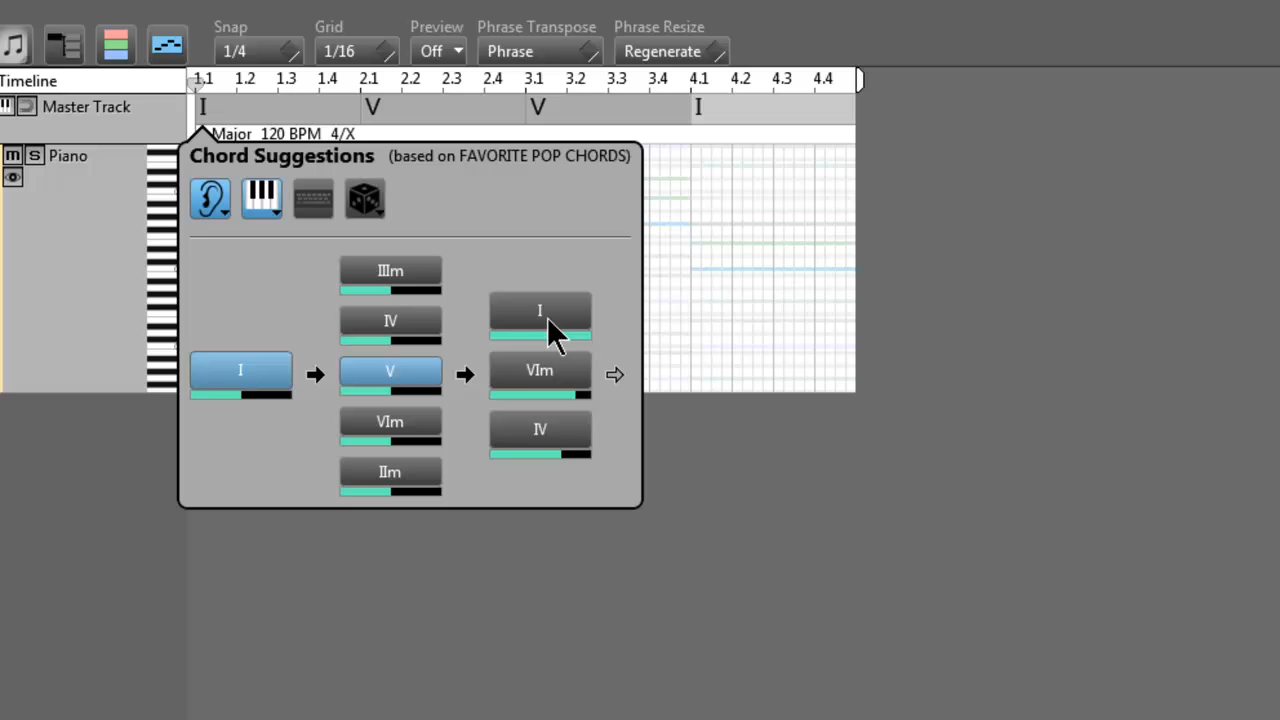 Snap Grid Preview Phrase Transpose Phrase Resize
1/4 1/16 Off Phrase Regenerate
Timeline 1.1 1.2 1.3 1.4 2.1 2.2 2.3 2.4 3.1 3.2 3.3 3.4 4.1 4.2 4.3 4.4
Master Track I V V I
Major 120 BPM 4/X
m S Piano
Chord Suggestions (based on FAVORITE POP CHORDS)
IIIm
I
IV
I V VIm
VIm
IV
IIm